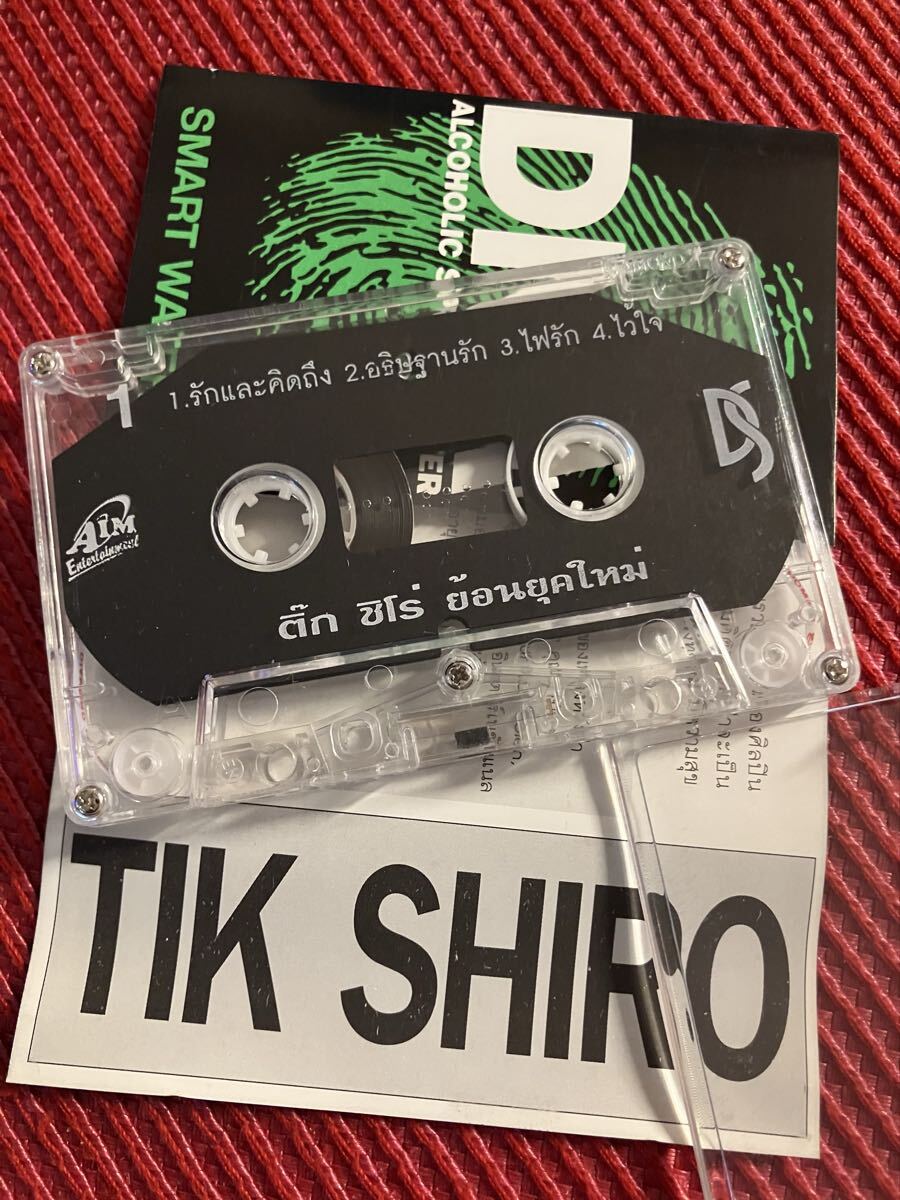 SMART WA
ALCOHOLIC S
DI
1
1.รักและคิดถึง 2.อธิษฐานรัก 3.ไฟรัก 4.ไว้ใจ
DS
AIM
Entertainment
VER
ติ๊ก ชิโร่ ย้อนยุคใหม่
TIK SHIRO